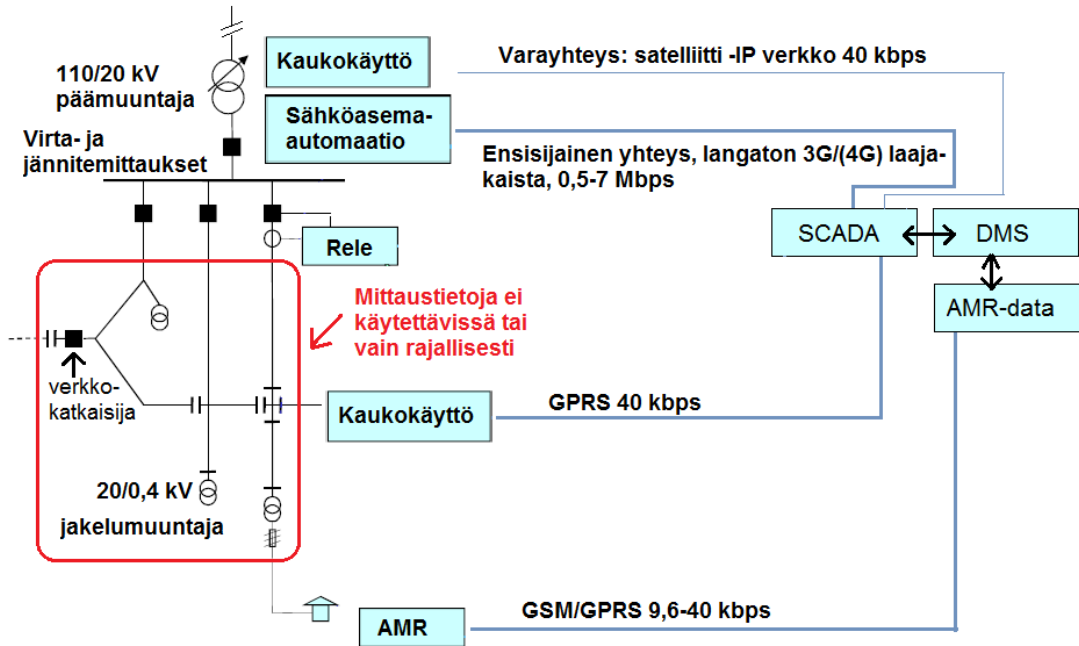 Kaukokäyttö
Varayhteys: satelliitti -IP verkko 40 kbps
110/20 kV
päämuuntaja
Sähköasema-
automaatio
Virta- ja
jännitemittaukset
Ensisijainen yhteys, langaton 3G/(4G) laaja-
kaista, 0,5-7 Mbps
SCADA
DMS
Rele
Mittaustietoja ei
käytettävissä tai
vain rajallisesti
AMR-data
verkko-
katkaisija
Kaukokäyttö
GPRS 40 kbps
20/0,4 kV
jakelumuuntaja
AMR
GSM/GPRS 9,6-40 kbps